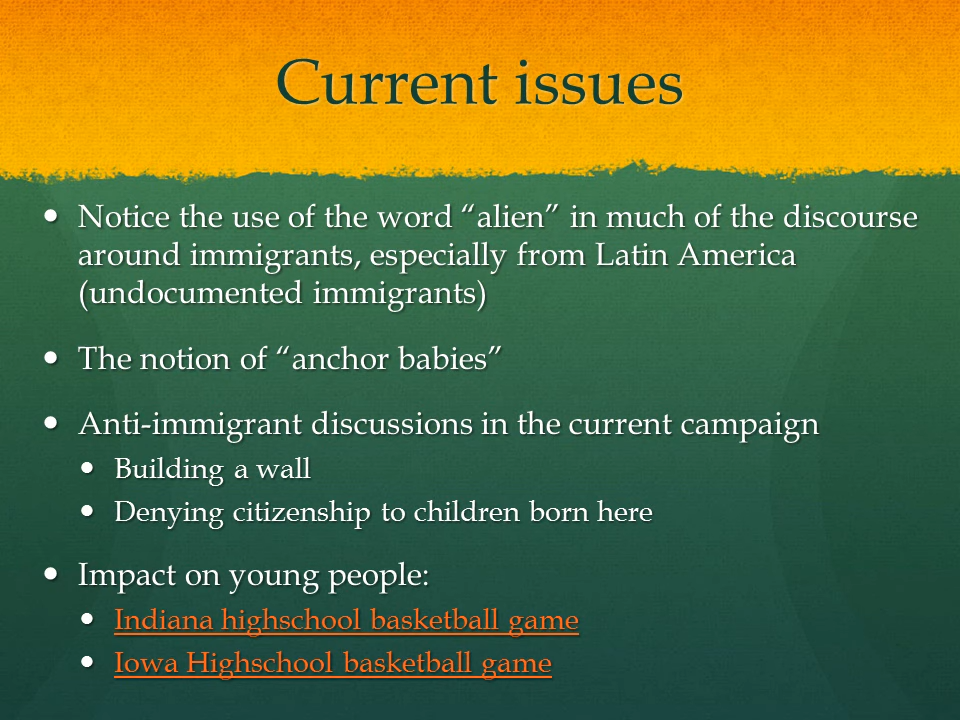 Current issues
• Notice the use of the word “alien” in much of the discourse
around immigrants, especially from Latin America
(undocumented immigrants)
• The notion of “anchor babies”
• Anti-immigrant discussions in the current campaign
• Building a wall
• Denying citizenship to children born here
• Impact on young people:
• Indiana highschool basketball game
• Iowa Highschool basketball game